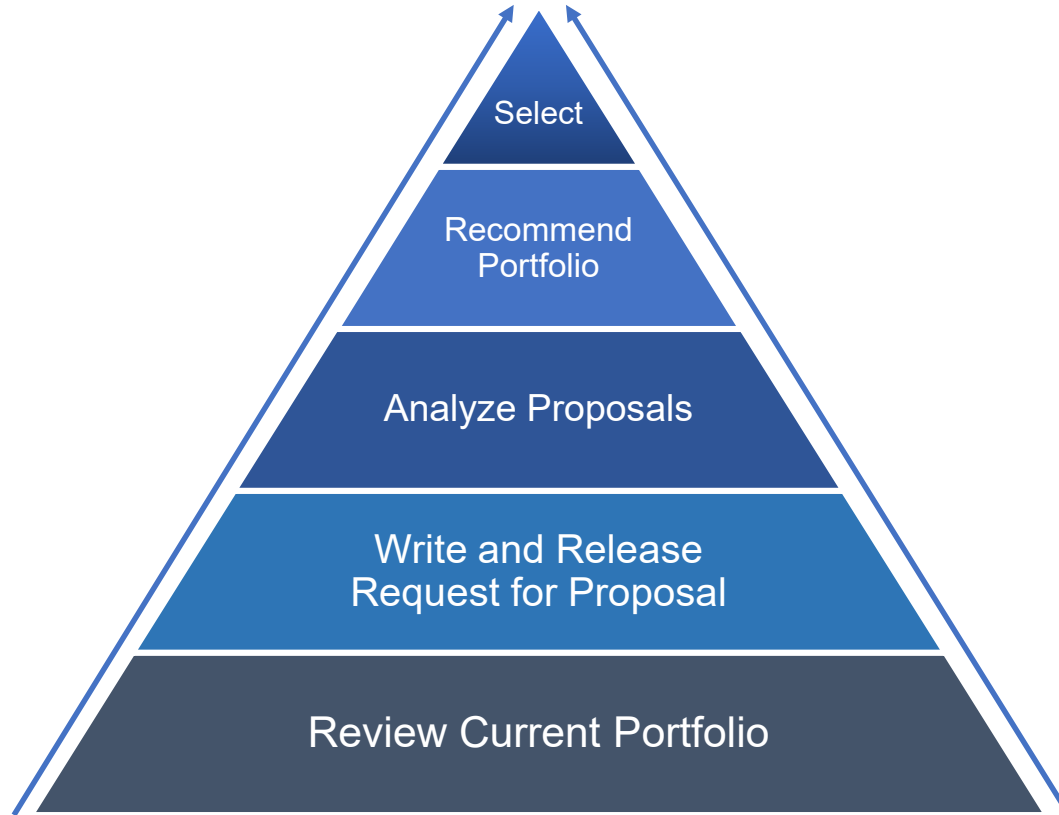 Select
Recommend
Portfolio
Analyze Proposals
Write and Release
Request for Proposal
Review Current Portfolio